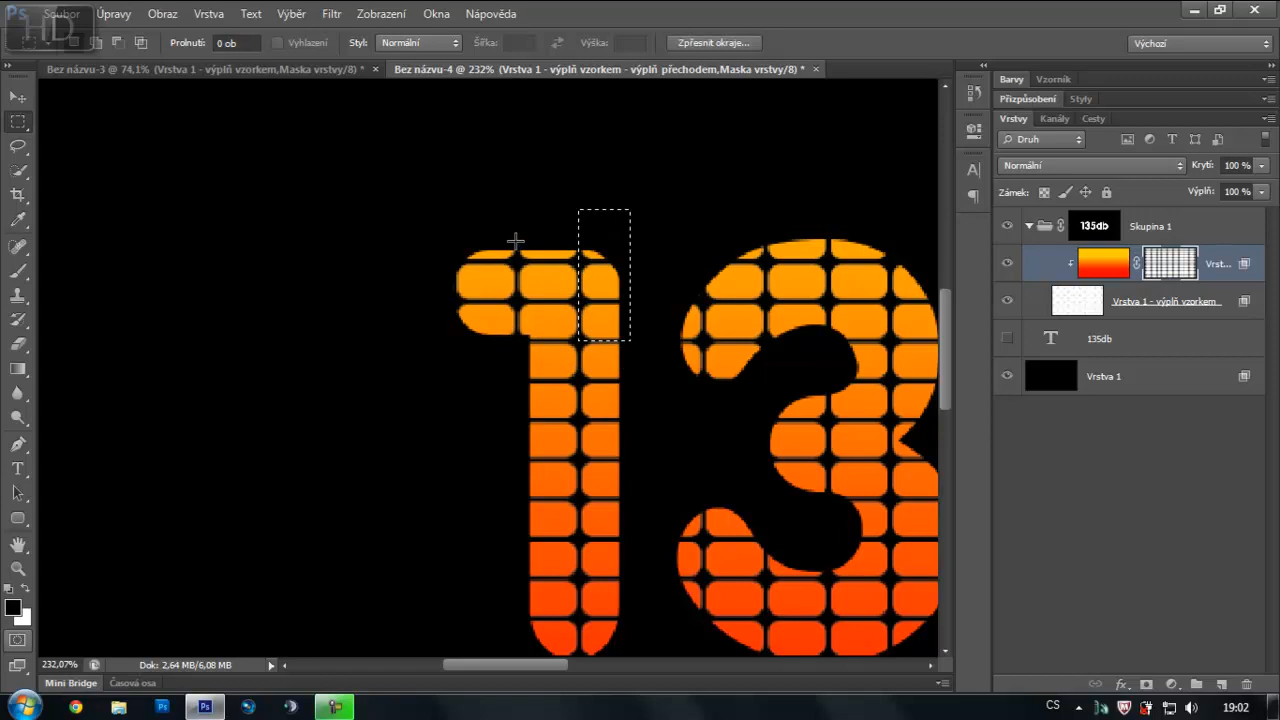 Ps Soubor Úpravy Obraz Vrstva Text Výběr Filtr Zobrazení Okna Nápověda
HD
Prolnutí: 0 ob Vyhlazení Styl: Normální Šířka: Výška: Zpřesnit okraje... Výchozí
Bez názvu-3 @ 74,1% (Vrstva 1 - výplň vzorkem,Maska vrstvy/8) * × Bez názvu-4 @ 232% (Vrstva 1 - výplň vzorkem - výplň přechodem,Maska vrstvy/8) * ×
Barvy Vzorník
Přizpůsobení Styly
Vrstvy Kanály Cesty
Druh
Normální Krytí: 100 %
Zámek: Výplň: 100 %
135db Skupina 1
Vrst...
Vrstva 1 - výplň vzorkem
T 135db
Vrstva 1
13
232,07% Dok: 2,64 MB/6,08 MB
Mini Bridge Časová osa
Ps CS 19:02